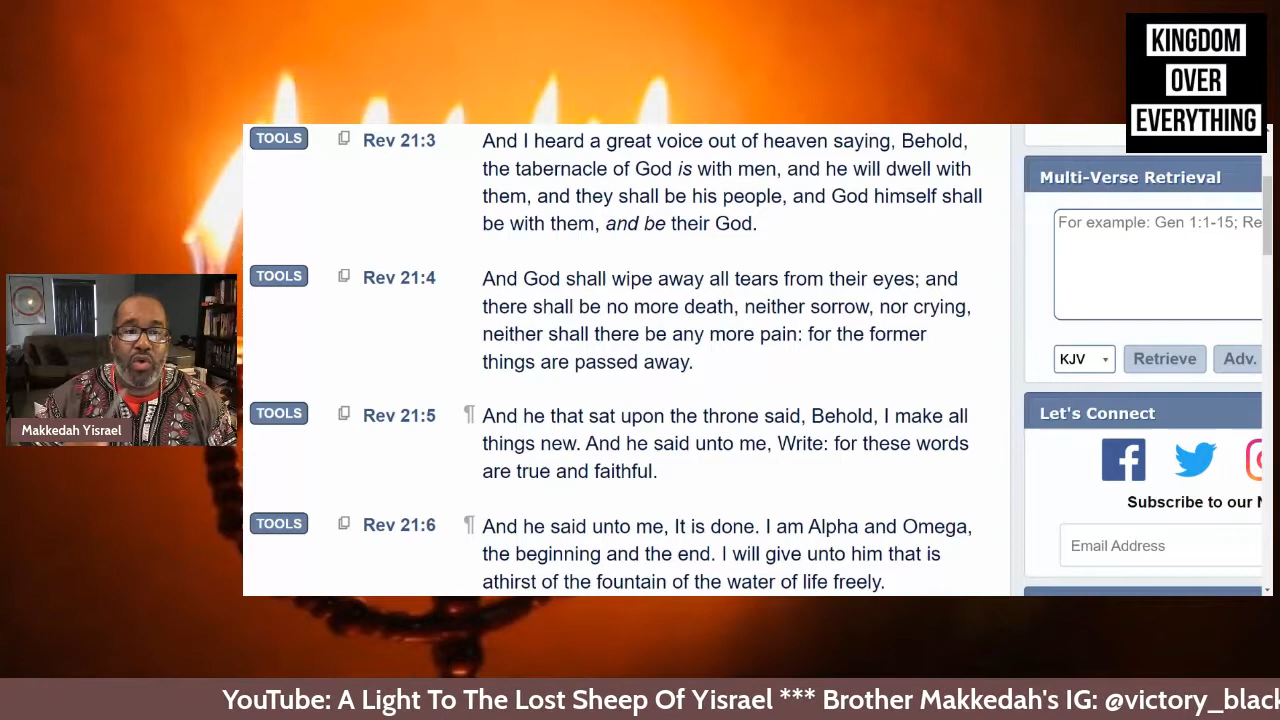 KINGDOM
OVER
EVERYTHING
TOOLS
Rev 21:3
And I heard a great voice out of heaven saying, Behold,
the tabernacle of God is with men, and he will dwell with
them, and they shall be his people, and God himself shall
be with them, and be their God.
TOOLS
Rev 21:4
And God shall wipe away all tears from their eyes; and
there shall be no more death, neither sorrow, nor crying,
neither shall there be any more pain: for the former
things are passed away.
TOOLS
Rev 21:5
¶ And he that sat upon the throne said, Behold, I make all
things new. And he said unto me, Write: for these words
are true and faithful.
TOOLS
Rev 21:6
¶ And he said unto me, It is done. I am Alpha and Omega,
the beginning and the end. I will give unto him that is
athirst of the fountain of the water of life freely.
Multi-Verse Retrieval
For example: Gen 1:1-15; Re
KJV
Retrieve
Adv.
Let's Connect
Subscribe to our
Email Address
Makkedah Yisrael
YouTube: A Light To The Lost Sheep Of Yisrael *** Brother Makkedah's IG: @victory_blac